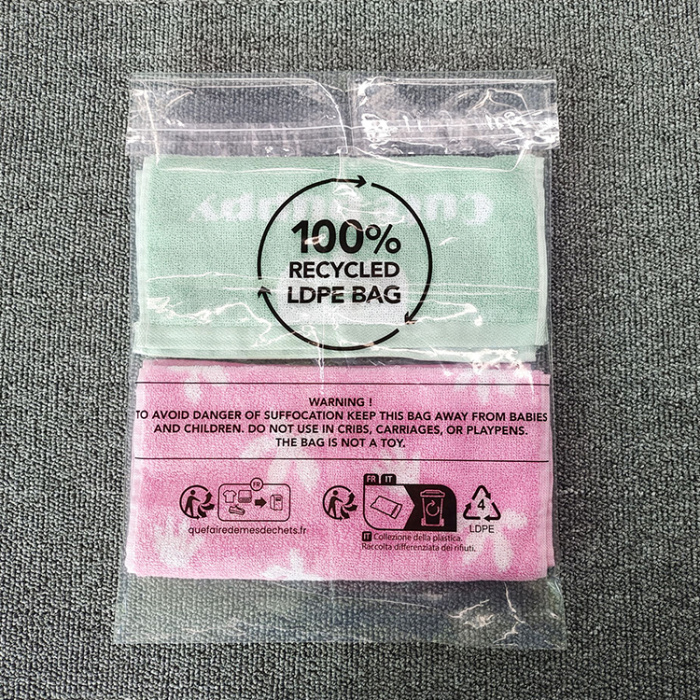 100%
RECYCLED
LDPE BAG
WARNING !
TO AVOID DANGER OF SUFFOCATION KEEP THIS BAG AWAY FROM BABIES
AND CHILDREN. DO NOT USE IN CRIBS, CARRIAGES, OR PLAYPENS.
THE BAG IS NOT A TOY.
FR
quefairedemesdechets.fr
FR IT
IT Collezione della plastica.
Raccolta differenziata dei rifiuti.
4
LDPE